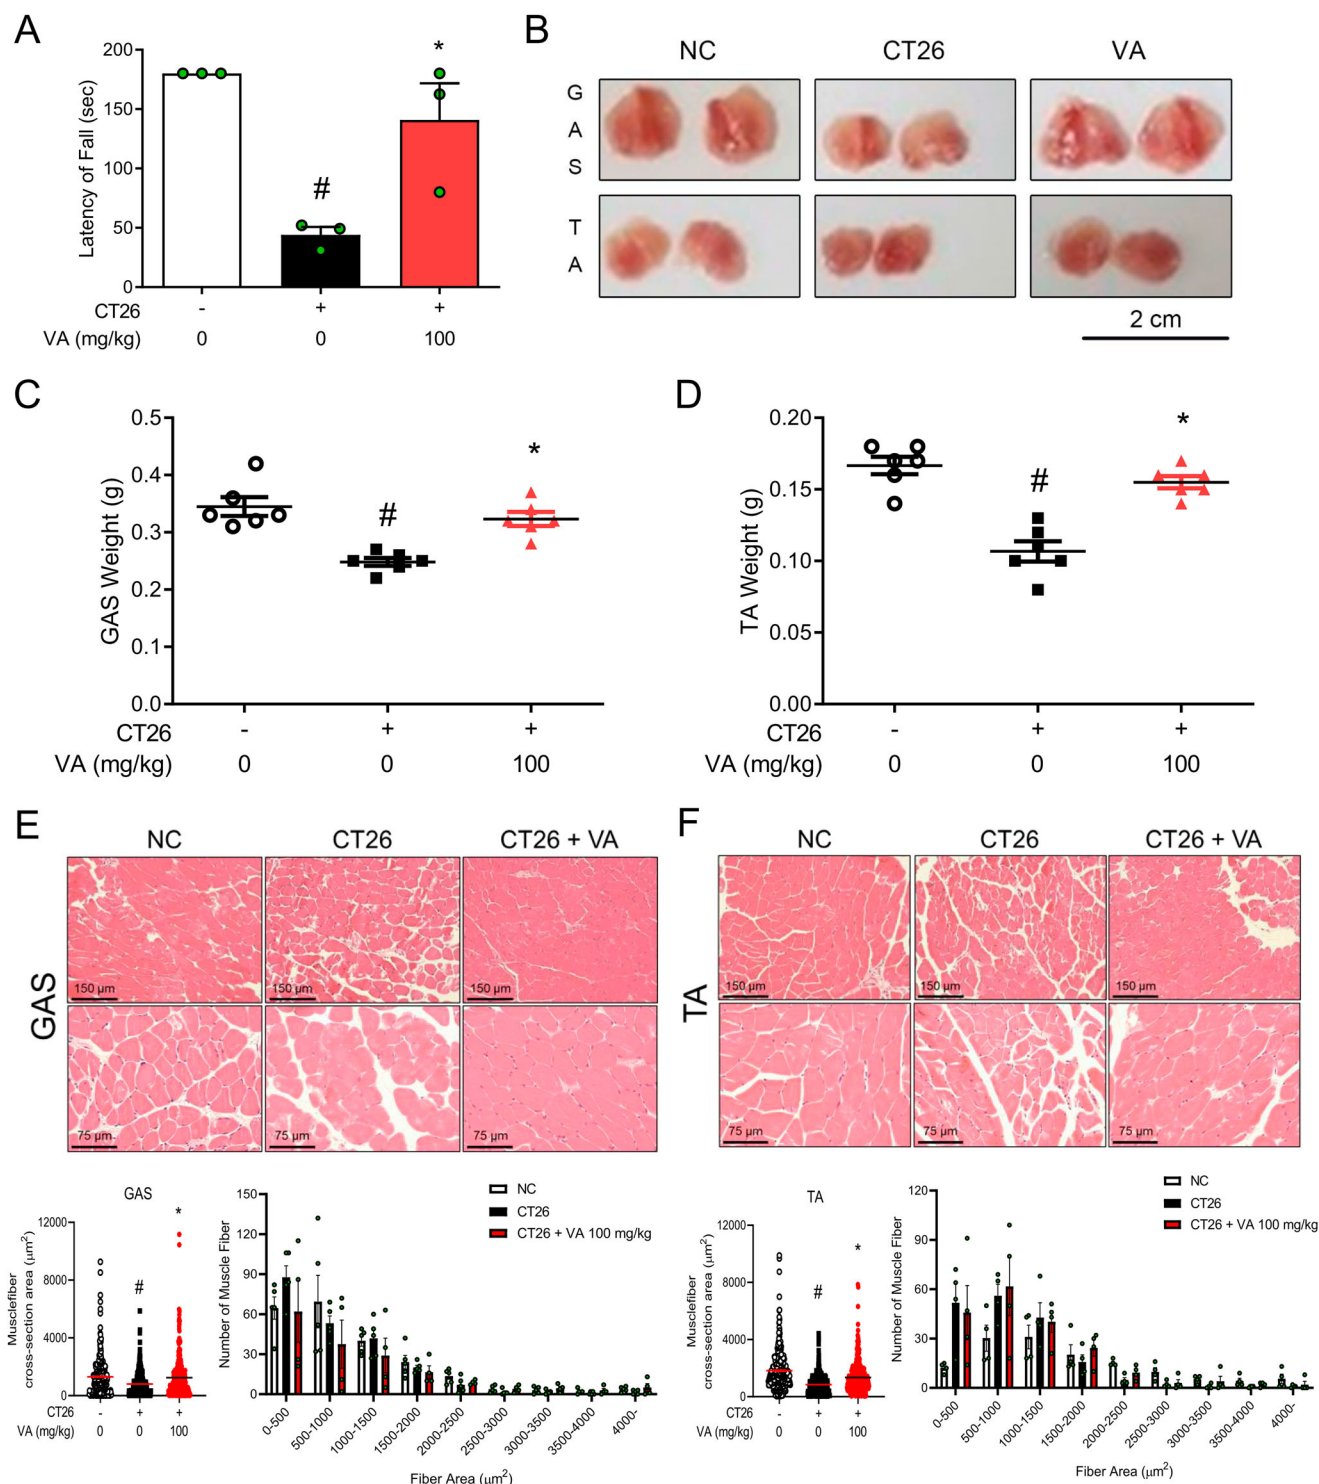 A
Latency of Fall (sec)
200
150
100
50
0
#
*
CT26
-
+
+
VA (mg/kg)
0
0
100
B
NC
CT26
VA
G
A
S
T
A
2 cm
C
GAS Weight (g)
0.5
0.4
0.3
0.2
0.1
0.0
#
*
CT26
-
+
+
VA (mg/kg)
0
0
100
D
TA Weight (g)
0.20
0.15
0.10
0.05
0.00
#
*
CT26
-
+
+
VA (mg/kg)
0
0
100
E
NC
CT26
CT26 + VA
GAS
150 µm
150 µm
150 µm
75 µm
75 µm
75 µm
GAS
Musclefiber
cross-section area (µm²)
12000
8000
4000
0
#
*
CT26
-
+
+
VA (mg/kg)
0
0
100
Number of Muscle Fiber
150
120
90
60
30
0
NC
CT26
CT26 + VA 100 mg/kg
0-500
500-1000
1000-1500
1500-2000
2000-2500
2500-3000
3000-3500
3500-4000
4000-
Fiber Area (µm²)
F
NC
CT26
CT26 + VA
TA
150 µm
150 µm
150 µm
75 µm
75 µm
75 µm
TA
Musclefiber
cross-section area (µm²)
12000
8000
4000
0
#
*
CT26
-
+
+
VA (mg/kg)
0
0
100
Number of Muscle Fiber
120
90
60
30
0
NC
CT26
CT26 + VA 100 mg/kg
0-500
500-1000
1000-1500
1500-2000
2000-2500
2500-3000
3000-3500
3500-4000
4000-
Fiber Area (µm²)